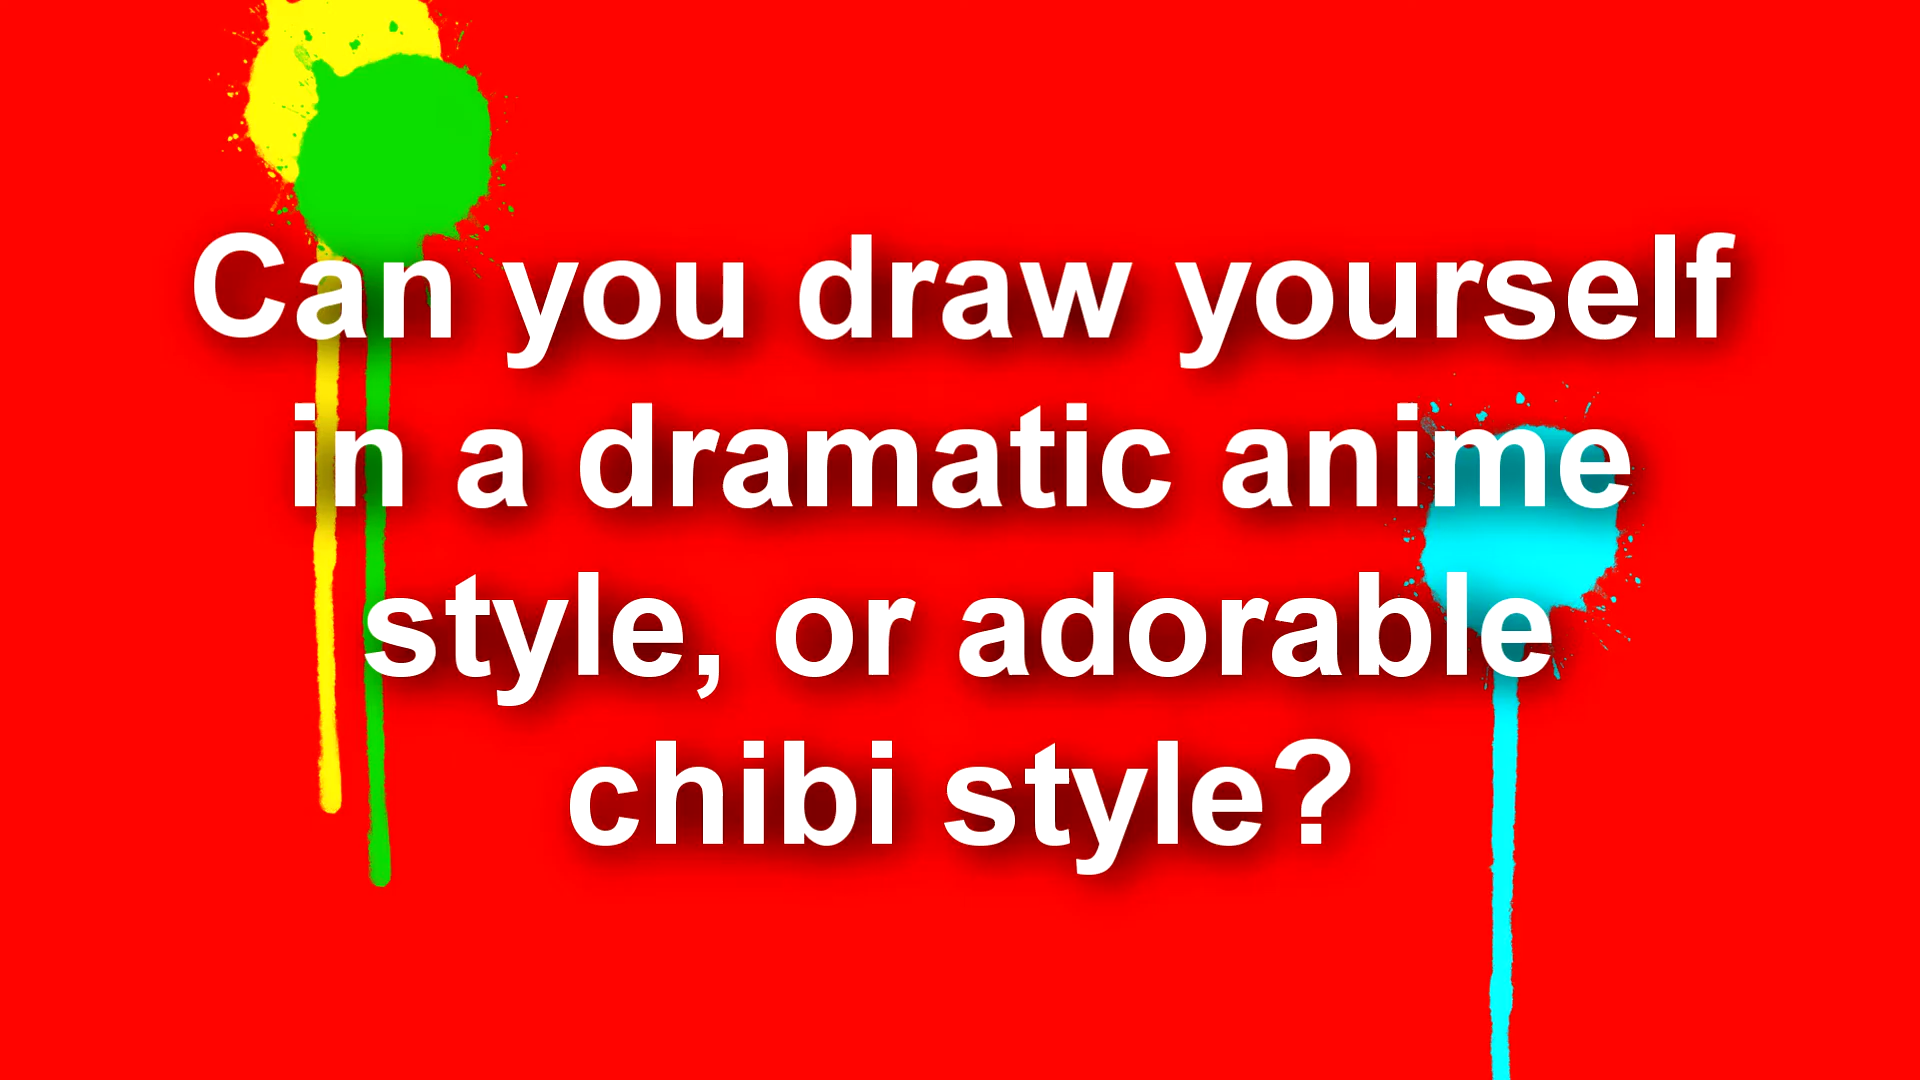 Can you draw yourself
in a dramatic anime
style, or adorable
chibi style?